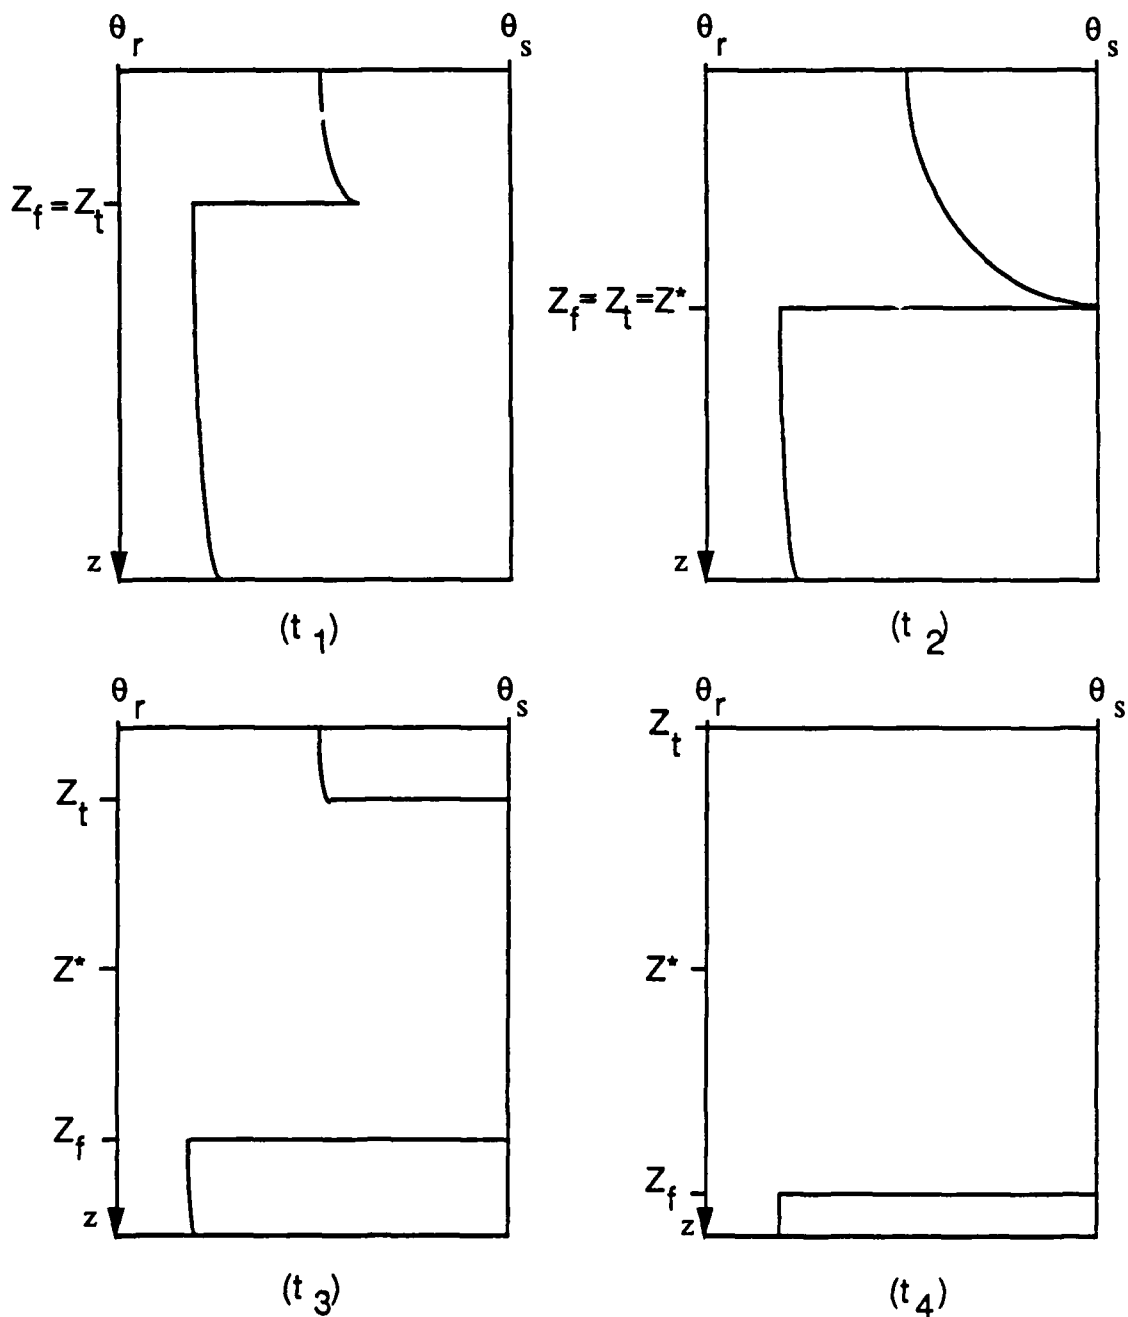 θr θs
Zf = Zt
z
(t1)
θr θs
Zf = Zt = Z*
z
(t2)
θr θs
Zt
Z*
Zf
z
(t3)
θr θs
Zt
Z*
Zf
z
(t4)